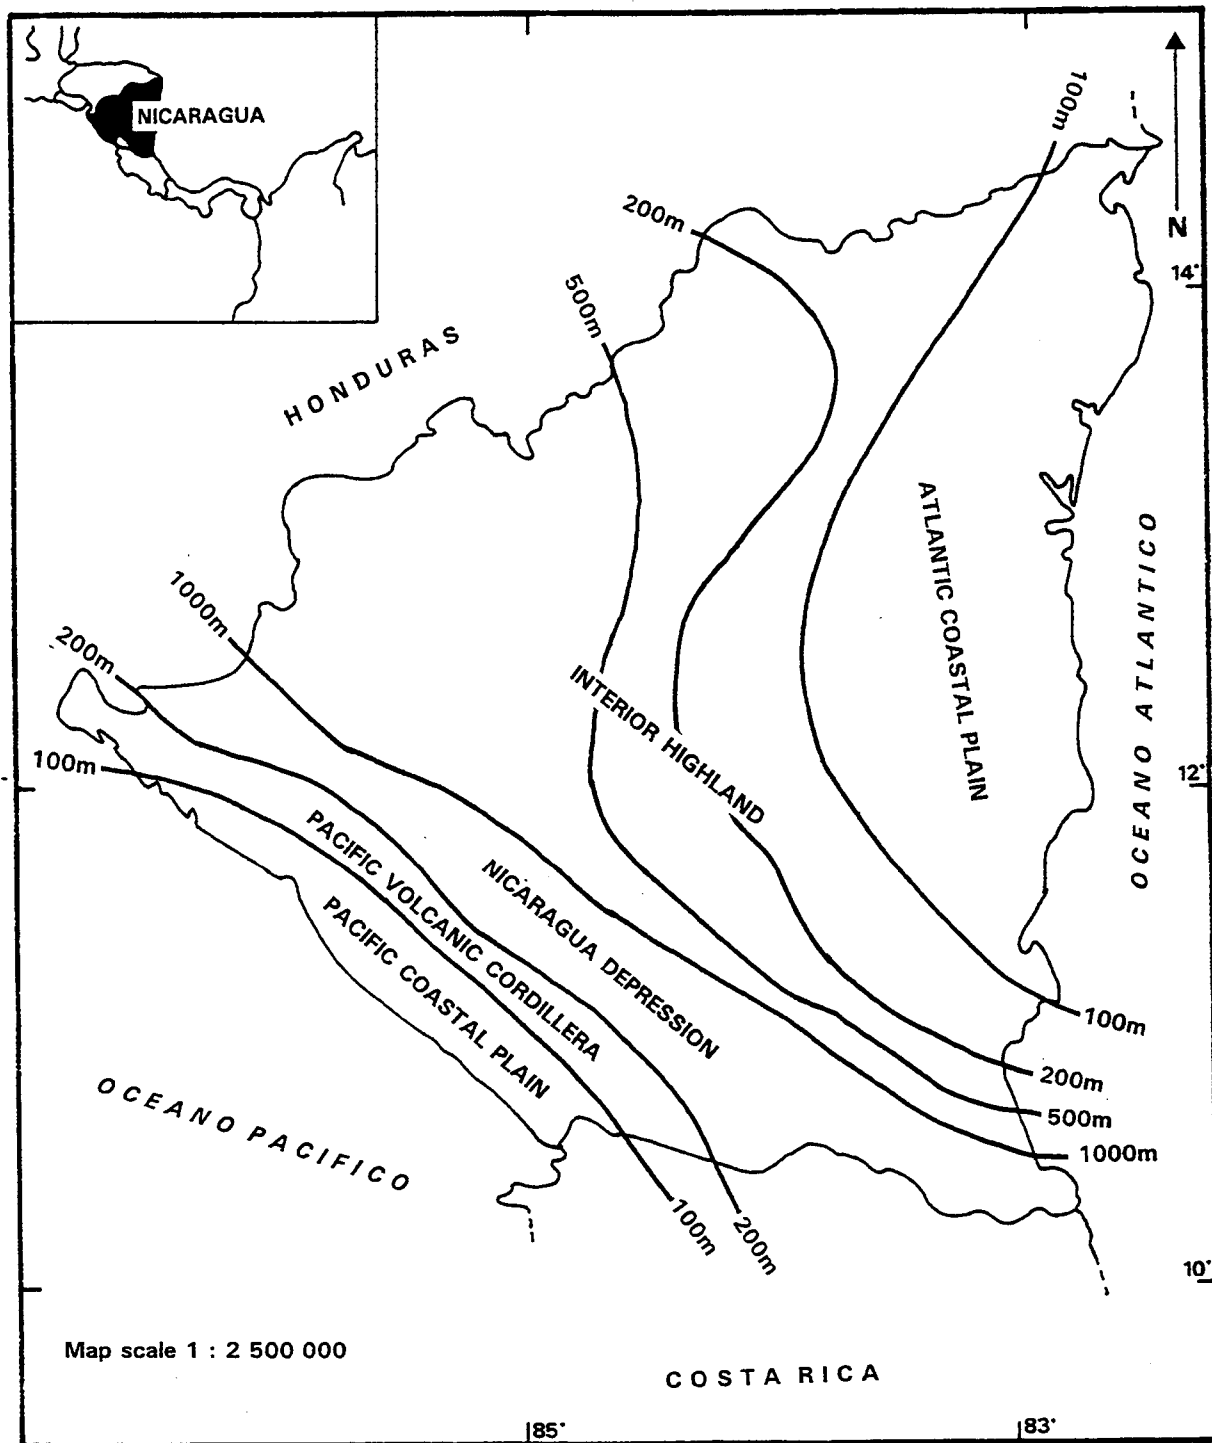 NICARAGUA
100m
N
200m
14°
500m
HONDURAS
ATLANTIC COASTAL PLAIN
OCEANO ATLANTICO
1000m
200m
INTERIOR HIGHLAND
100m
12°
PACIFIC VOLCANIC CORDILLERA
NICARAGUA DEPRESSION
PACIFIC COASTAL PLAIN
100m
200m
OCEANO PACIFICO
500m
1000m
100m
200m
10°
Map scale 1 : 2 500 000
COSTA RICA
85°
83°